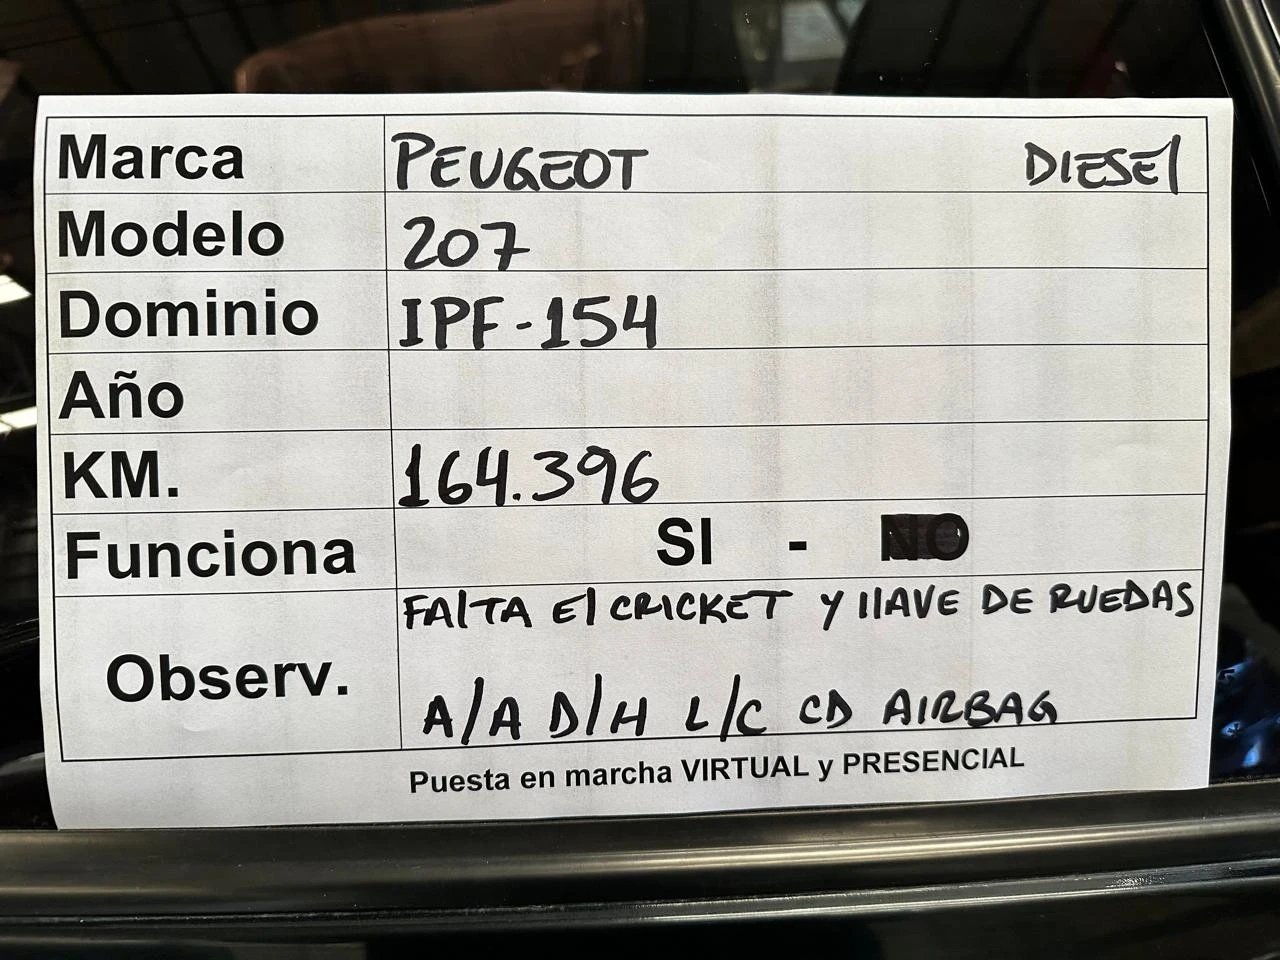 Marca PEUGEOT DIESEL
Modelo 207
Dominio IPF-154
Año
KM. 164.396
Funciona SI - NO
Observ. FALTA El CRICKET Y llAVE DE RUEDAS
A/A D/H L/C CD AIRBAG
Puesta en marcha VIRTUAL y PRESENCIAL